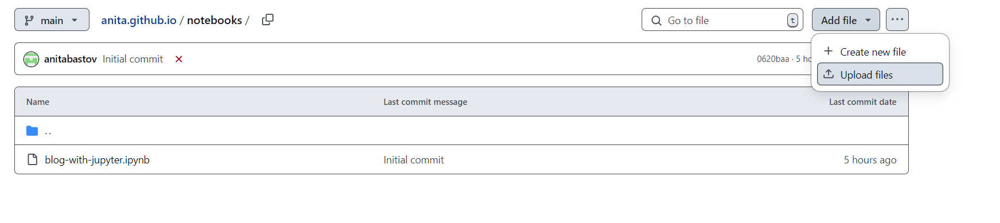 main
anita.github.io / notebooks /
Go to file
t
Add file
...
anitabastov Initial commit
0620baa · 5 ho
Create new file
Upload files
Name Last commit message Last commit date
..
blog-with-jupyter.ipynb Initial commit 5 hours ago